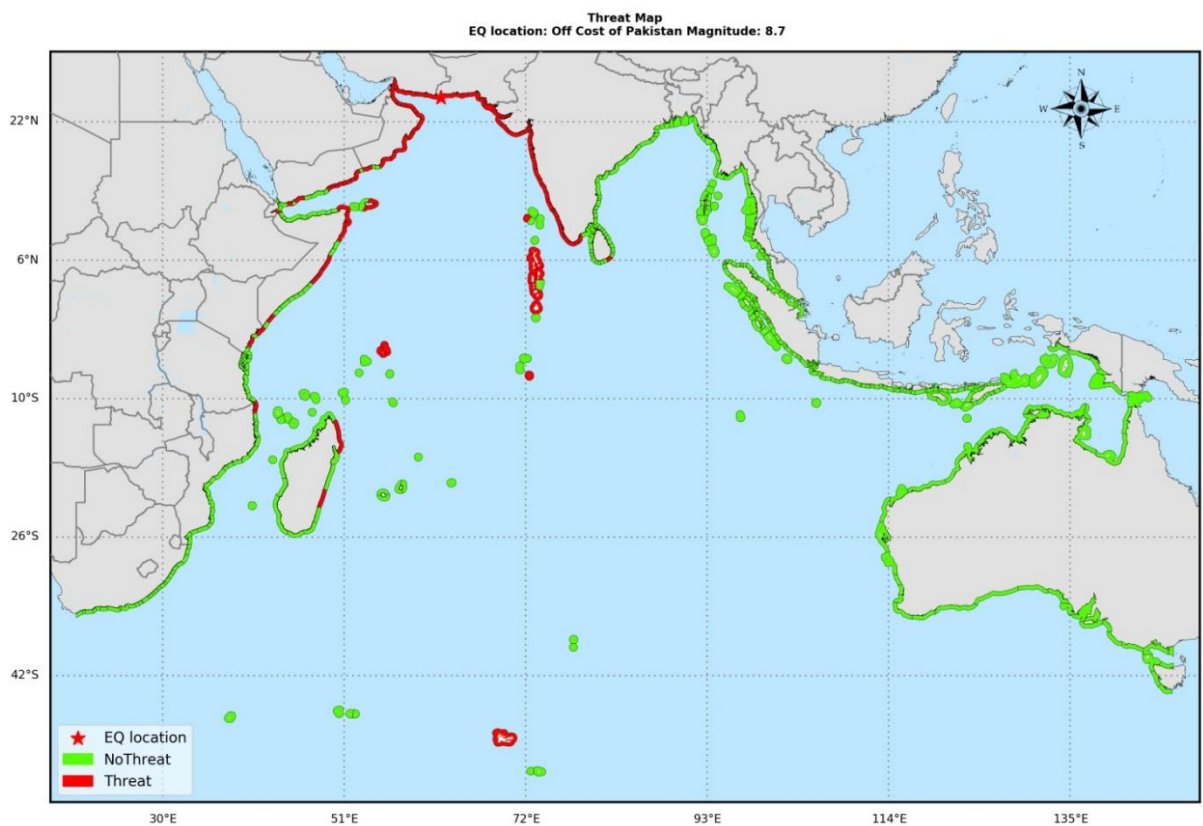 Threat Map
EQ location: Off Cost of Pakistan Magnitude: 8.7
N
W E
S
22°N
6°N
10°S
26°S
42°S
EQ location
NoThreat
Threat
30°E 51°E 72°E 93°E 114°E 135°E